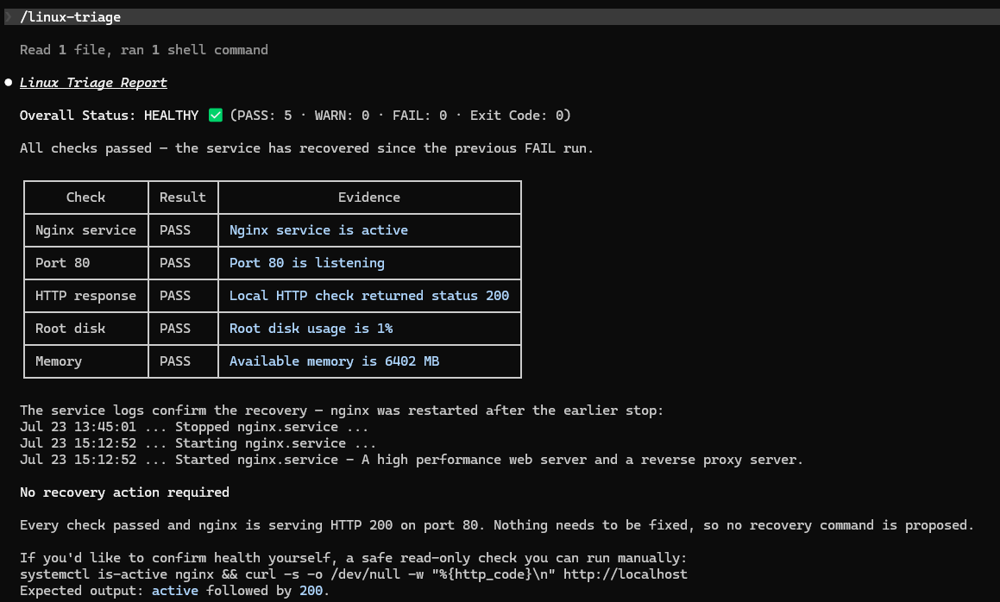 ❯ /linux-triage
Read 1 file, ran 1 shell command
● Linux Triage Report
Overall Status: HEALTHY ✅ (PASS: 5 · WARN: 0 · FAIL: 0 · Exit Code: 0)
All checks passed — the service has recovered since the previous FAIL run.
Check Result Evidence
Nginx service PASS Nginx service is active
Port 80 PASS Port 80 is listening
HTTP response PASS Local HTTP check returned status 200
Root disk PASS Root disk usage is 1%
Memory PASS Available memory is 6402 MB
The service logs confirm the recovery — nginx was restarted after the earlier stop:
Jul 23 13:45:01 ... Stopped nginx.service ...
Jul 23 15:12:52 ... Starting nginx.service ...
Jul 23 15:12:52 ... Started nginx.service - A high performance web server and a reverse proxy server.
No recovery action required
Every check passed and nginx is serving HTTP 200 on port 80. Nothing needs to be fixed, so no recovery command is proposed.
If you'd like to confirm health yourself, a safe read-only check you can run manually:
systemctl is-active nginx && curl -s -o /dev/null -w "%{http_code}\n" http://localhost
Expected output: active followed by 200.